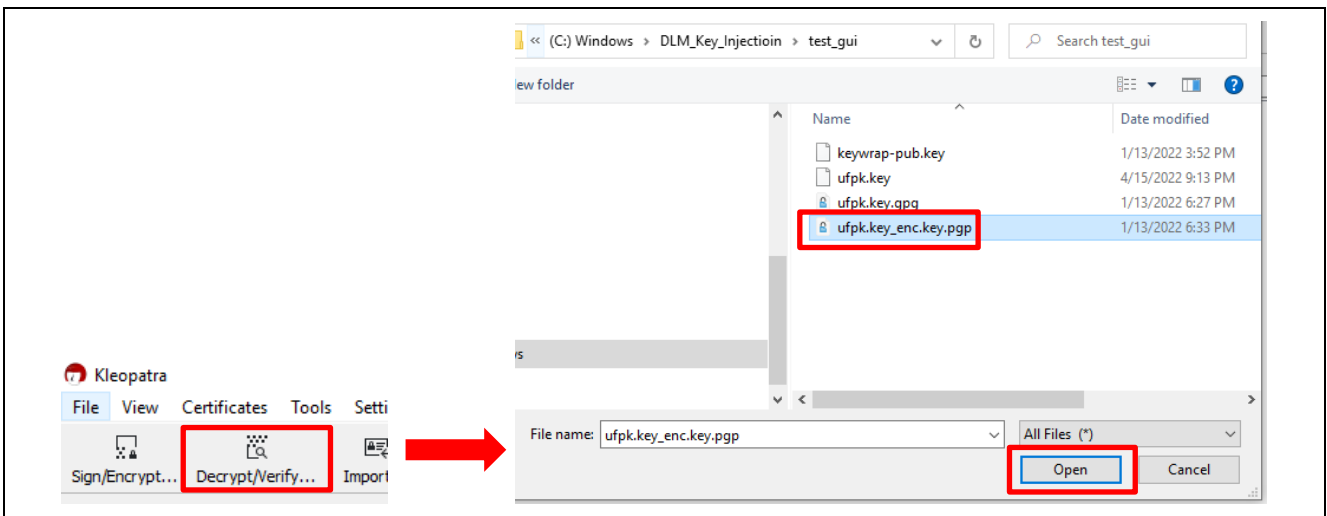 « (C:) Windows > DLM_Key_Injectioin > test_gui
Search test_gui
ew folder
Name
Date modified
keywrap-pub.key
1/13/2022 3:52 PM
ufpk.key
4/15/2022 9:13 PM
ufpk.key.gpg
1/13/2022 6:27 PM
ufpk.key_enc.key.pgp
1/13/2022 6:33 PM
/s
Kleopatra
File View Certificates Tools Setti
Sign/Encrypt... Decrypt/Verify... Import
File name: ufpk.key_enc.key.pgp
All Files (*)
Open Cancel